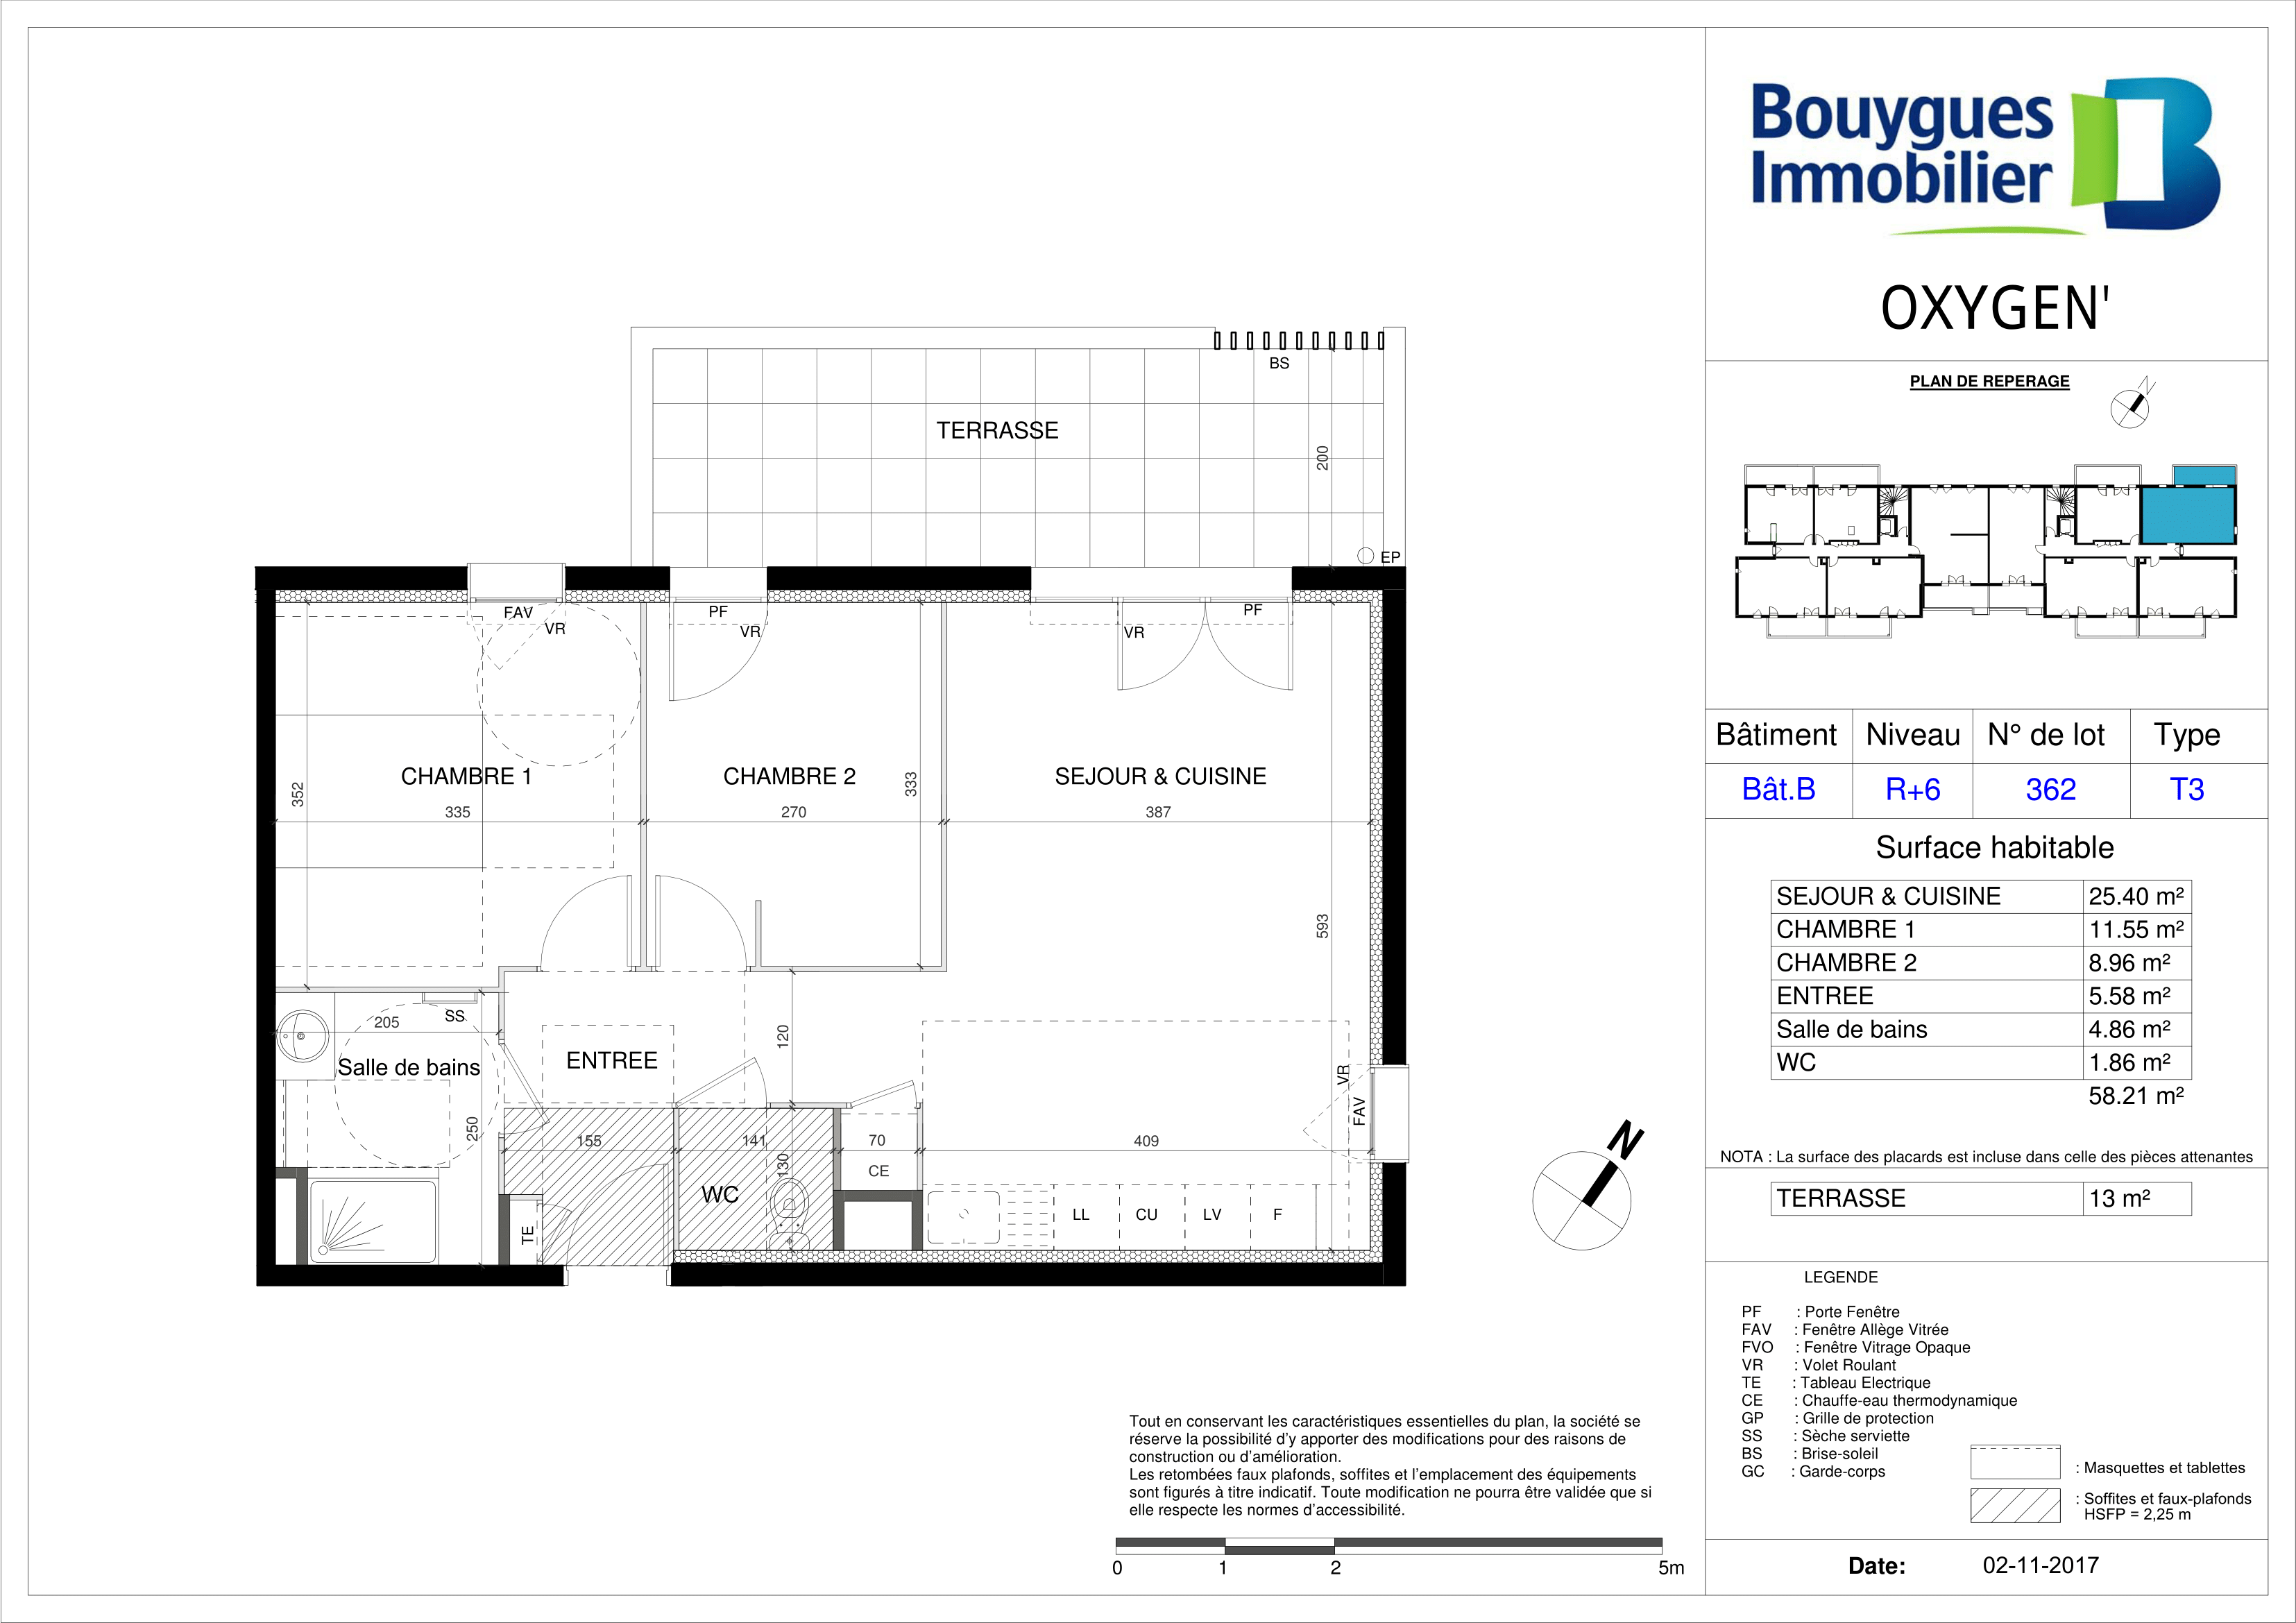 Bouygues
Immobilier
OXYGEN'
PLAN DE REPERAGE
N
Bâtiment Niveau N° de lot Type
Bât.B R+6 362 T3
Surface habitable
SEJOUR & CUISINE 25.40 m²
CHAMBRE 1 11.55 m²
CHAMBRE 2 8.96 m²
ENTREE 5.58 m²
Salle de bains 4.86 m²
WC 1.86 m²
58.21 m²
NOTA : La surface des placards est incluse dans celle des pièces attenantes
TERRASSE 13 m²
LEGENDE
PF : Porte Fenêtre
FAV : Fenêtre Allège Vitrée
FVO : Fenêtre Vitrage Opaque
VR : Volet Roulant
TE : Tableau Electrique
CE : Chauffe-eau thermodynamique
GP : Grille de protection
SS : Sèche serviette
BS : Brise-soleil
GC : Garde-corps
: Masquettes et tablettes
: Soffites et faux-plafonds
HSFP = 2,25 m
Date: 02-11-2017
BS
TERRASSE
200
EP
FAV
VR
PF
VR
VR
PF
CHAMBRE 1
CHAMBRE 2
SEJOUR & CUISINE
352
333
335
270
387
593
SS
205
120
ENTREE
Salle de bains
VR
FAV
250
155
141
70
409
130
CE
WC
TE
LL
CU
LV
F
N
Tout en conservant les caractéristiques essentielles du plan, la société se
réserve la possibilité d'y apporter des modifications pour des raisons de
construction ou d'amélioration.
Les retombées faux plafonds, soffites et l'emplacement des équipements
sont figurés à titre indicatif. Toute modification ne pourra être validée que si
elle respecte les normes d'accessibilité.
0 1 2 5m